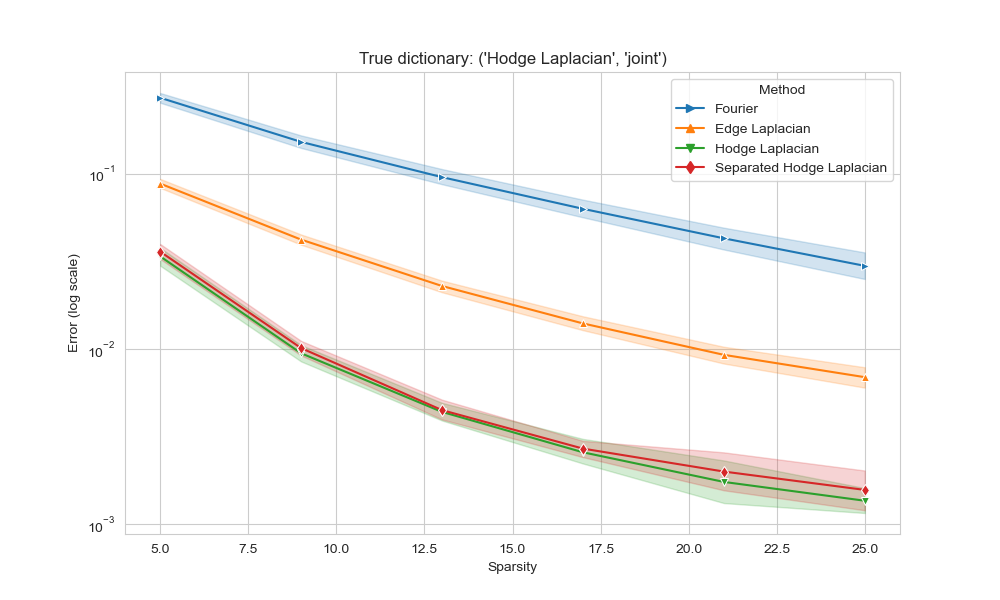 True dictionary: ('Hodge Laplacian', 'joint')
Method
Fourier
Edge Laplacian
Hodge Laplacian
Separated Hodge Laplacian
Error (log scale)
10⁻¹
10⁻²
10⁻³
5.0 7.5 10.0 12.5 15.0 17.5 20.0 22.5 25.0
Sparsity